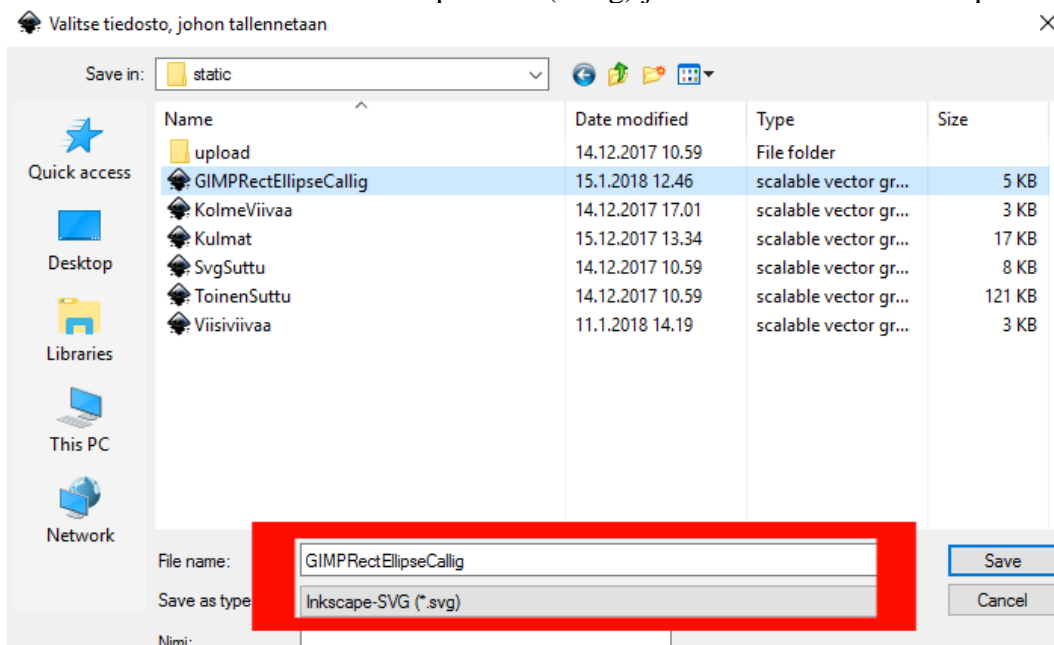 Valitse tiedosto, johon tallennetaan
Save in: static
Name Date modified Type Size
upload 14.12.2017 10.59 File folder
GIMPRectEllipseCallig 15.1.2018 12.46 scalable vector gr... 5 KB
KolmeViivaa 14.12.2017 17.01 scalable vector gr... 3 KB
Kulmat 15.12.2017 13.34 scalable vector gr... 17 KB
SvgSuttu 14.12.2017 10.59 scalable vector gr... 8 KB
ToinenSuttu 14.12.2017 10.59 scalable vector gr... 121 KB
Viisiviivaa 11.1.2018 14.19 scalable vector gr... 3 KB
Quick access
Desktop
Libraries
This PC
Network
File name: GIMPRectEllipseCallig Save
Save as type Inkscape-SVG (*.svg) Cancel
Nimi: